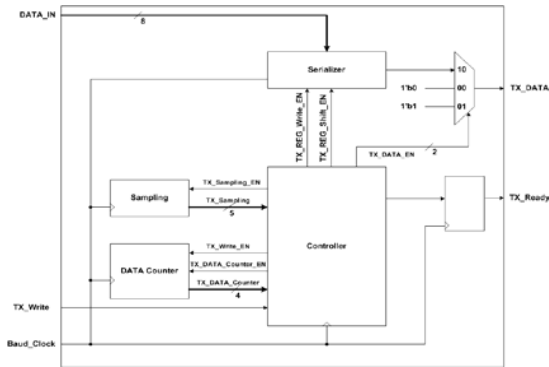 DATA_IN
8
Serializer
10
1'b0
00
1'b1
01
TX_DATA
TX_REG_Write_EN
TX_REG_Shift_EN
TX_DATA_EN
2
TX_Sampling_EN
Sampling
TX_Sampling
5
TX_Ready
TX_Write_EN
Controller
DATA Counter
TX_DATA_Counter_EN
TX_DATA_Counter
4
TX_Write
Baud_Clock